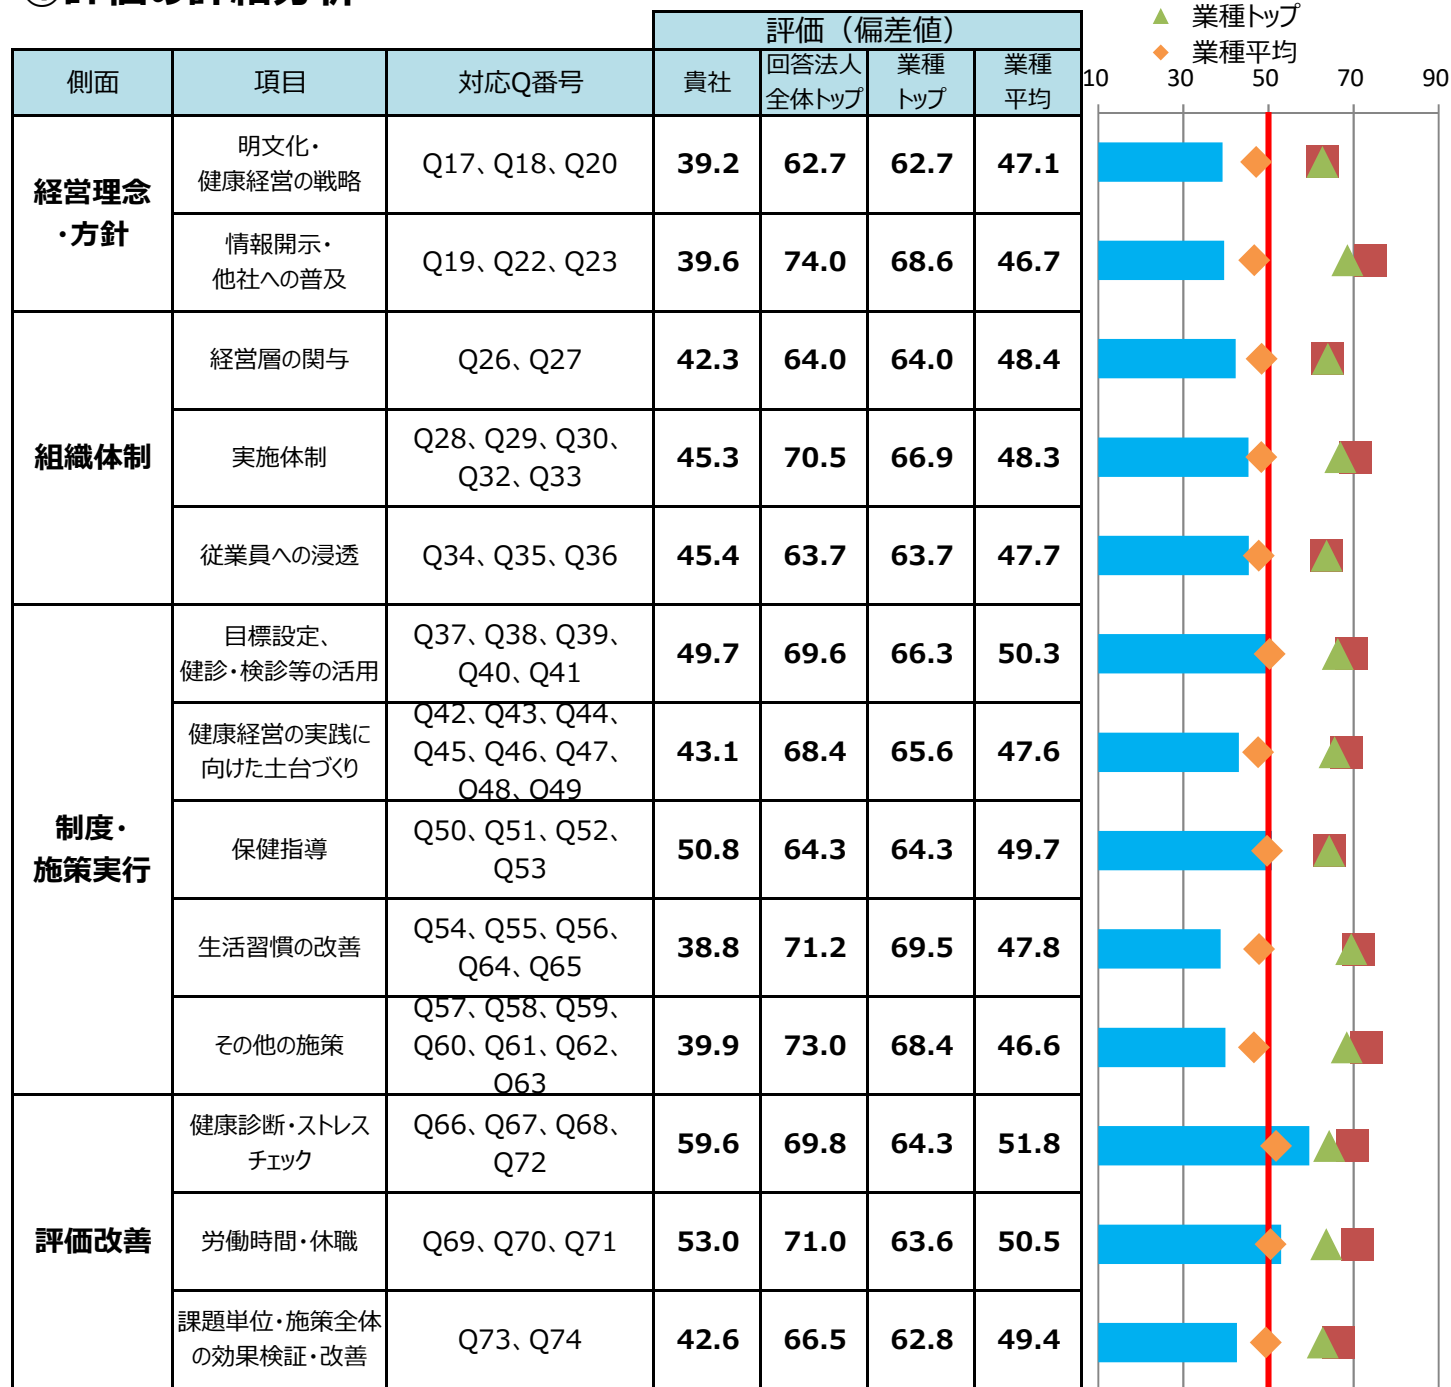 評価（偏差値）
▲ 業種トップ
◆ 業種平均
側面 項目 対応Q番号 貴社 回答法人 業種 業種
全体トップ トップ 平均
10 30 50 70 90
経営理念
・方針
明文化・
健康経営の戦略
Q17、Q18、Q20 39.2 62.7 62.7 47.1
情報開示・
他社への普及
Q19、Q22、Q23 39.6 74.0 68.6 46.7
組織体制
経営層の関与 Q26、Q27 42.3 64.0 64.0 48.4
実施体制
Q28、Q29、Q30、
Q32、Q33
45.3 70.5 66.9 48.3
従業員への浸透 Q34、Q35、Q36 45.4 63.7 63.7 47.7
制度・
施策実行
目標設定、
健診・検診等の活用
Q37、Q38、Q39、
Q40、Q41
49.7 69.6 66.3 50.3
健康経営の実践に
向けた土台づくり
Q42、Q43、Q44、
Q45、Q46、Q47、
Q48、Q49
43.1 68.4 65.6 47.6
保健指導
Q50、Q51、Q52、
Q53
50.8 64.3 64.3 49.7
生活習慣の改善
Q54、Q55、Q56、
Q64、Q65
38.8 71.2 69.5 47.8
その他の施策
Q57、Q58、Q59、
Q60、Q61、Q62、
Q63
39.9 73.0 68.4 46.6
評価改善
健康診断・ストレス
チェック
Q66、Q67、Q68、
Q72
59.6 69.8 64.3 51.8
労働時間・休職 Q69、Q70、Q71 53.0 71.0 63.6 50.5
課題単位・施策全体
の効果検証・改善
Q73、Q74 42.6 66.5 62.8 49.4